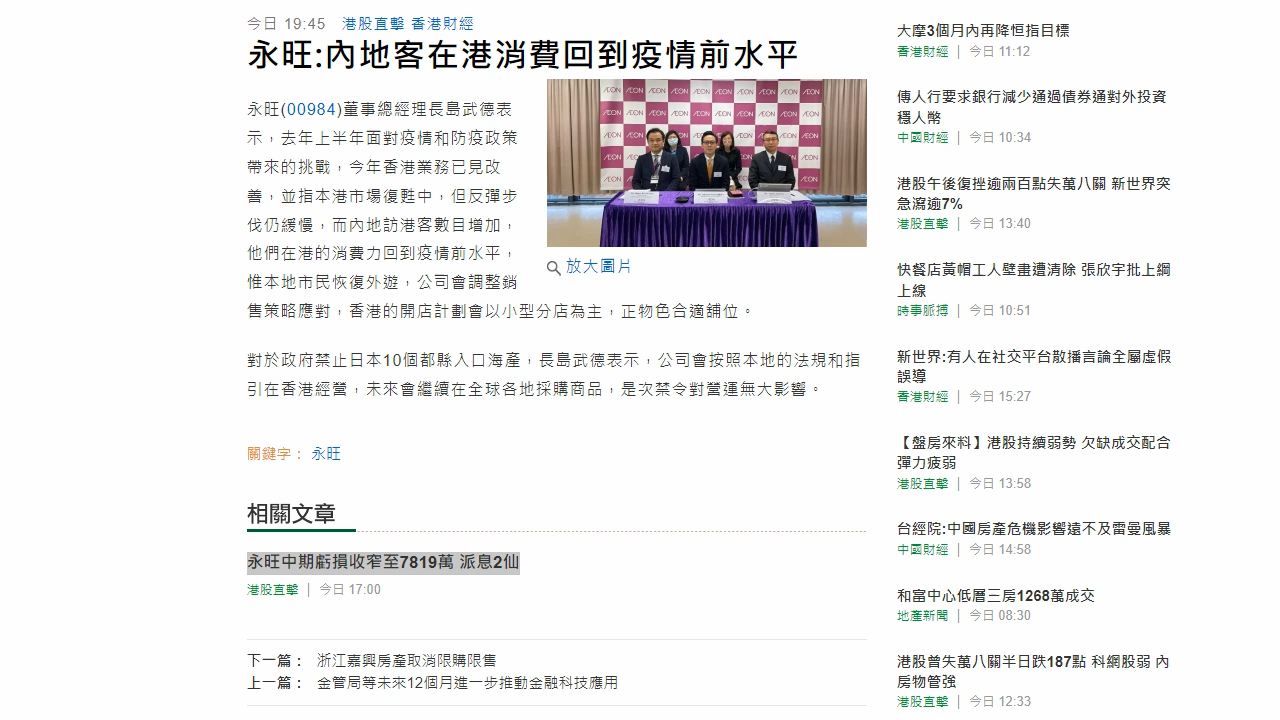 今日 19:45 港股直擊 香港財經
永旺:內地客在港消費回到疫情前水平
永旺(00984)董事總經理長島武德表
示，去年上半年面對疫情和防疫政策
帶來的挑戰，今年香港業務已見改
善，並指本港市場復甦中，但反彈步
伐仍緩慢，而內地訪港客數目增加，
他們在港的消費力回到疫情前水平，
惟本地市民恢復外遊，公司會調整銷
售策略應對，香港的開店計劃會以小型分店為主，正物色合適舖位。
ÆON ÆON ÆON ÆON
放大圖片
對於政府禁止日本10個都縣入口海產，長島武德表示，公司會按照本地的法規和指
引在香港經營，未來會繼續在全球各地採購商品，是次禁令對營運無大影響。
關鍵字： 永旺
相關文章
永旺中期虧損收窄至7819萬 派息2仙
港股直擊 | 今日 17:00
下一篇： 浙江嘉興房產取消限購限售
上一篇： 金管局等未來12個月進一步推動金融科技應用
大摩3個月內再降恒指目標
香港財經 | 今日 11:12
傳人行要求銀行減少通過債券通對外投資
穩人幣
中國財經 | 今日 10:34
港股午後復挫逾兩百點失萬八關 新世界突
急瀉逾7%
港股直擊 | 今日 13:40
快餐店黃帽工人壁畫遭清除 張欣宇批上綱
上線
時事脈搏 | 今日 10:51
新世界:有人在社交平台散播言論全屬虛假
誤導
香港財經 | 今日 15:27
【盤房來料】港股持續弱勢 欠缺成交配合
彈力疲弱
港股直擊 | 今日 13:58
台經院:中國房產危機影響遠不及雷曼風暴
中國財經 | 今日 14:58
和富中心低層三房1268萬成交
地產新聞 | 今日 08:30
港股曾失萬八關半日跌187點 科網股弱 內
房物管強
港股直擊 | 今日 12:33